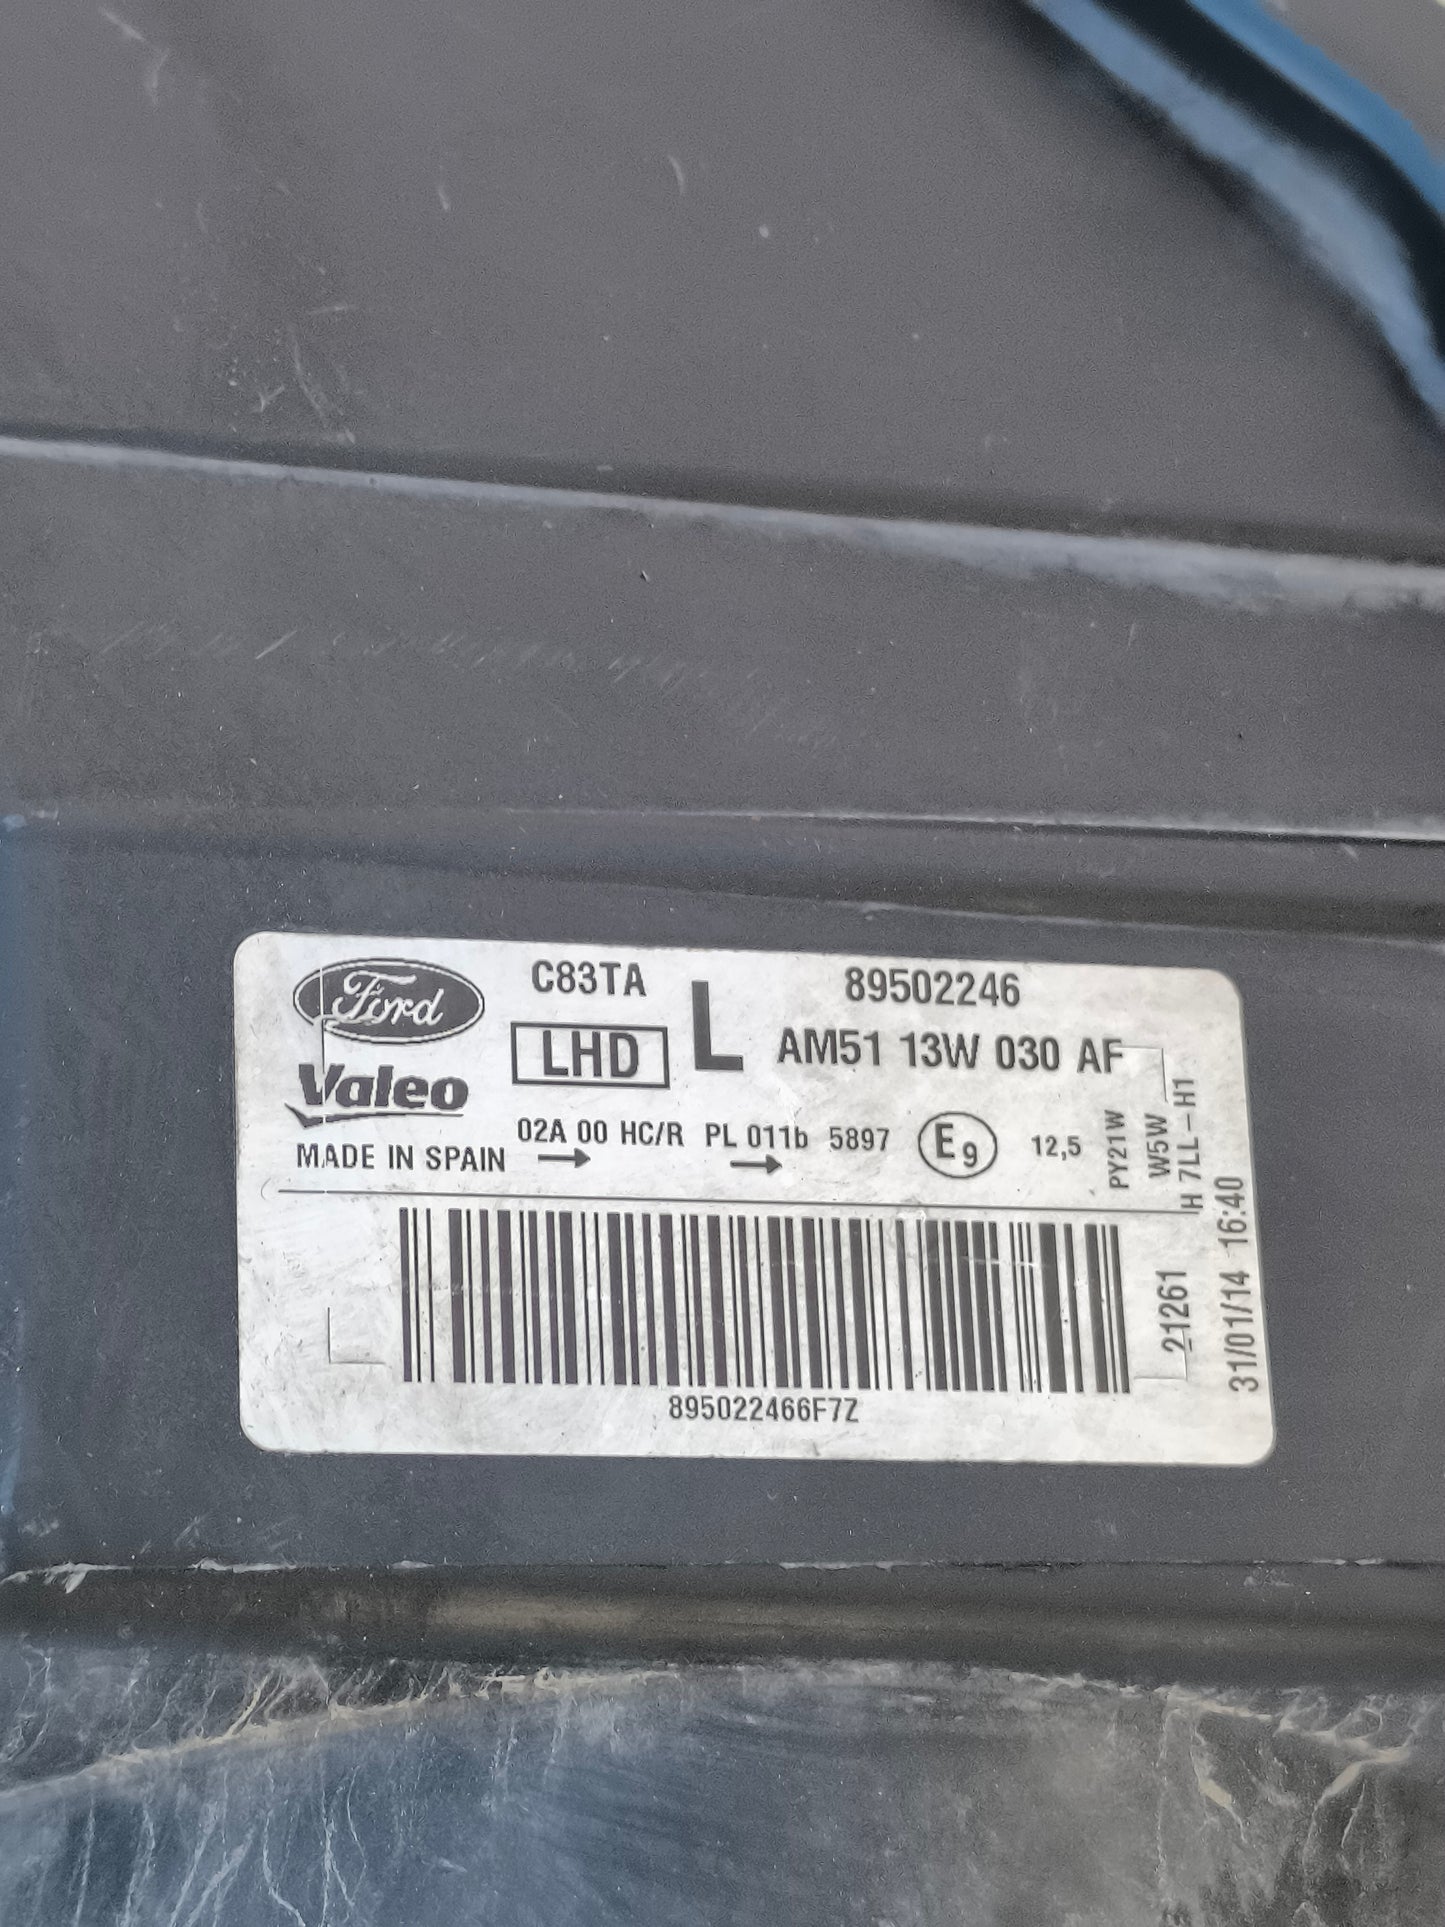 Ford
C83TA
L
89502246
LHD
AM51 13W 030 AF
Valeo
02A 00 HC/R PL 011b 5897 E9 12,5
MADE IN SPAIN
PY21W
W5W
H 7LL-H1
21261
31/01/14 16:40
895022466F7Z